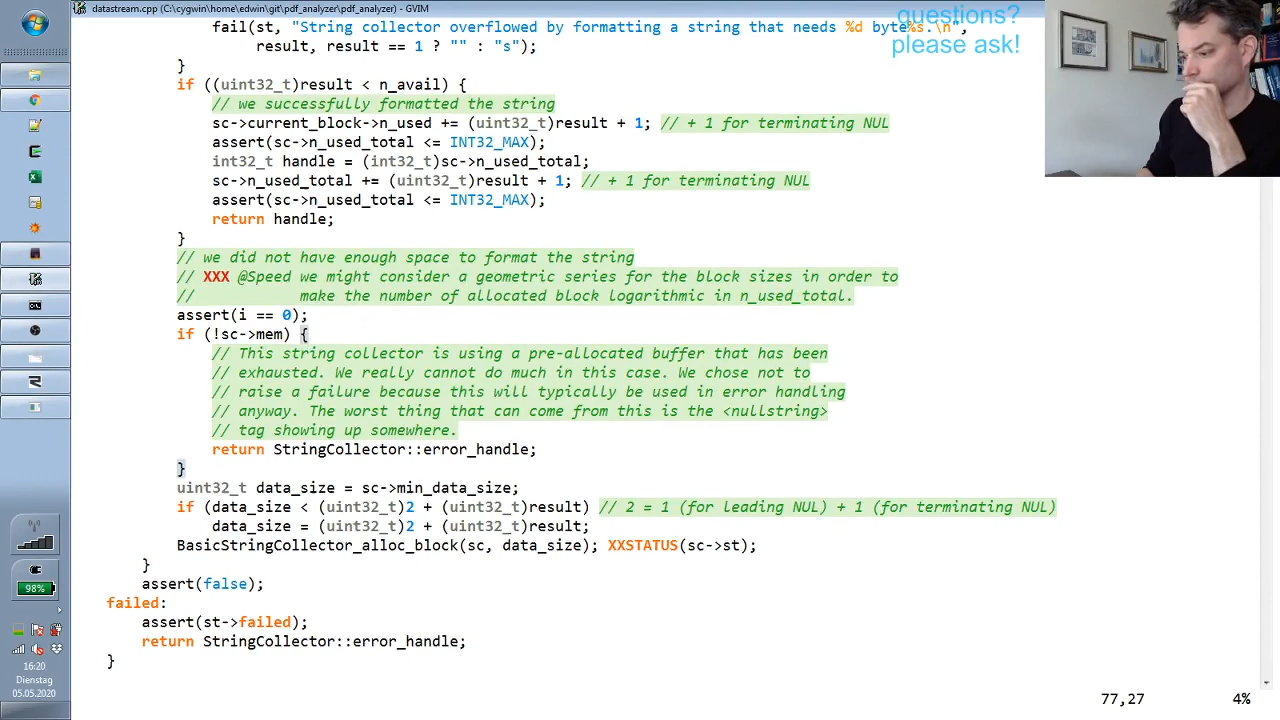 datastream.cpp (C:\cygwin\home\edwin\git\pdf_analyzer\pdf_analyzer) - GVIM
questions?
please ask!
fail(st, "String collector overflowed by formatting a string that needs %d byte%s.\n",
result, result == 1 ? "" : "s");
}
if ((uint32_t)result < n_avail) {
// we successfully formatted the string
sc->current_block->n_used += (uint32_t)result + 1; // + 1 for terminating NUL
assert(sc->n_used_total <= INT32_MAX);
int32_t handle = (int32_t)sc->n_used_total;
sc->n_used_total += (uint32_t)result + 1; // + 1 for terminating NUL
assert(sc->n_used_total <= INT32_MAX);
return handle;
}
// we did not have enough space to format the string
// XXX @Speed we might consider a geometric series for the block sizes in order to
// make the number of allocated block logarithmic in n_used_total.
assert(i == 0);
if (!sc->mem) {
// This string collector is using a pre-allocated buffer that has been
// exhausted. We really cannot do much in this case. We chose not to
// raise a failure because this will typically be used in error handling
// anyway. The worst thing that can come from this is the <nullstring>
// tag showing up somewhere.
return StringCollector::error_handle;
}
uint32_t data_size = sc->min_data_size;
if (data_size < (uint32_t)2 + (uint32_t)result) // 2 = 1 (for leading NUL) + 1 (for terminating NUL)
data_size = (uint32_t)2 + (uint32_t)result;
BasicStringCollector_alloc_block(sc, data_size); XXSTATUS(sc->st);
}
assert(false);
failed:
assert(st->failed);
return StringCollector::error_handle;
}
77,27 4%
98%
16:20
Dienstag
05.05.2020